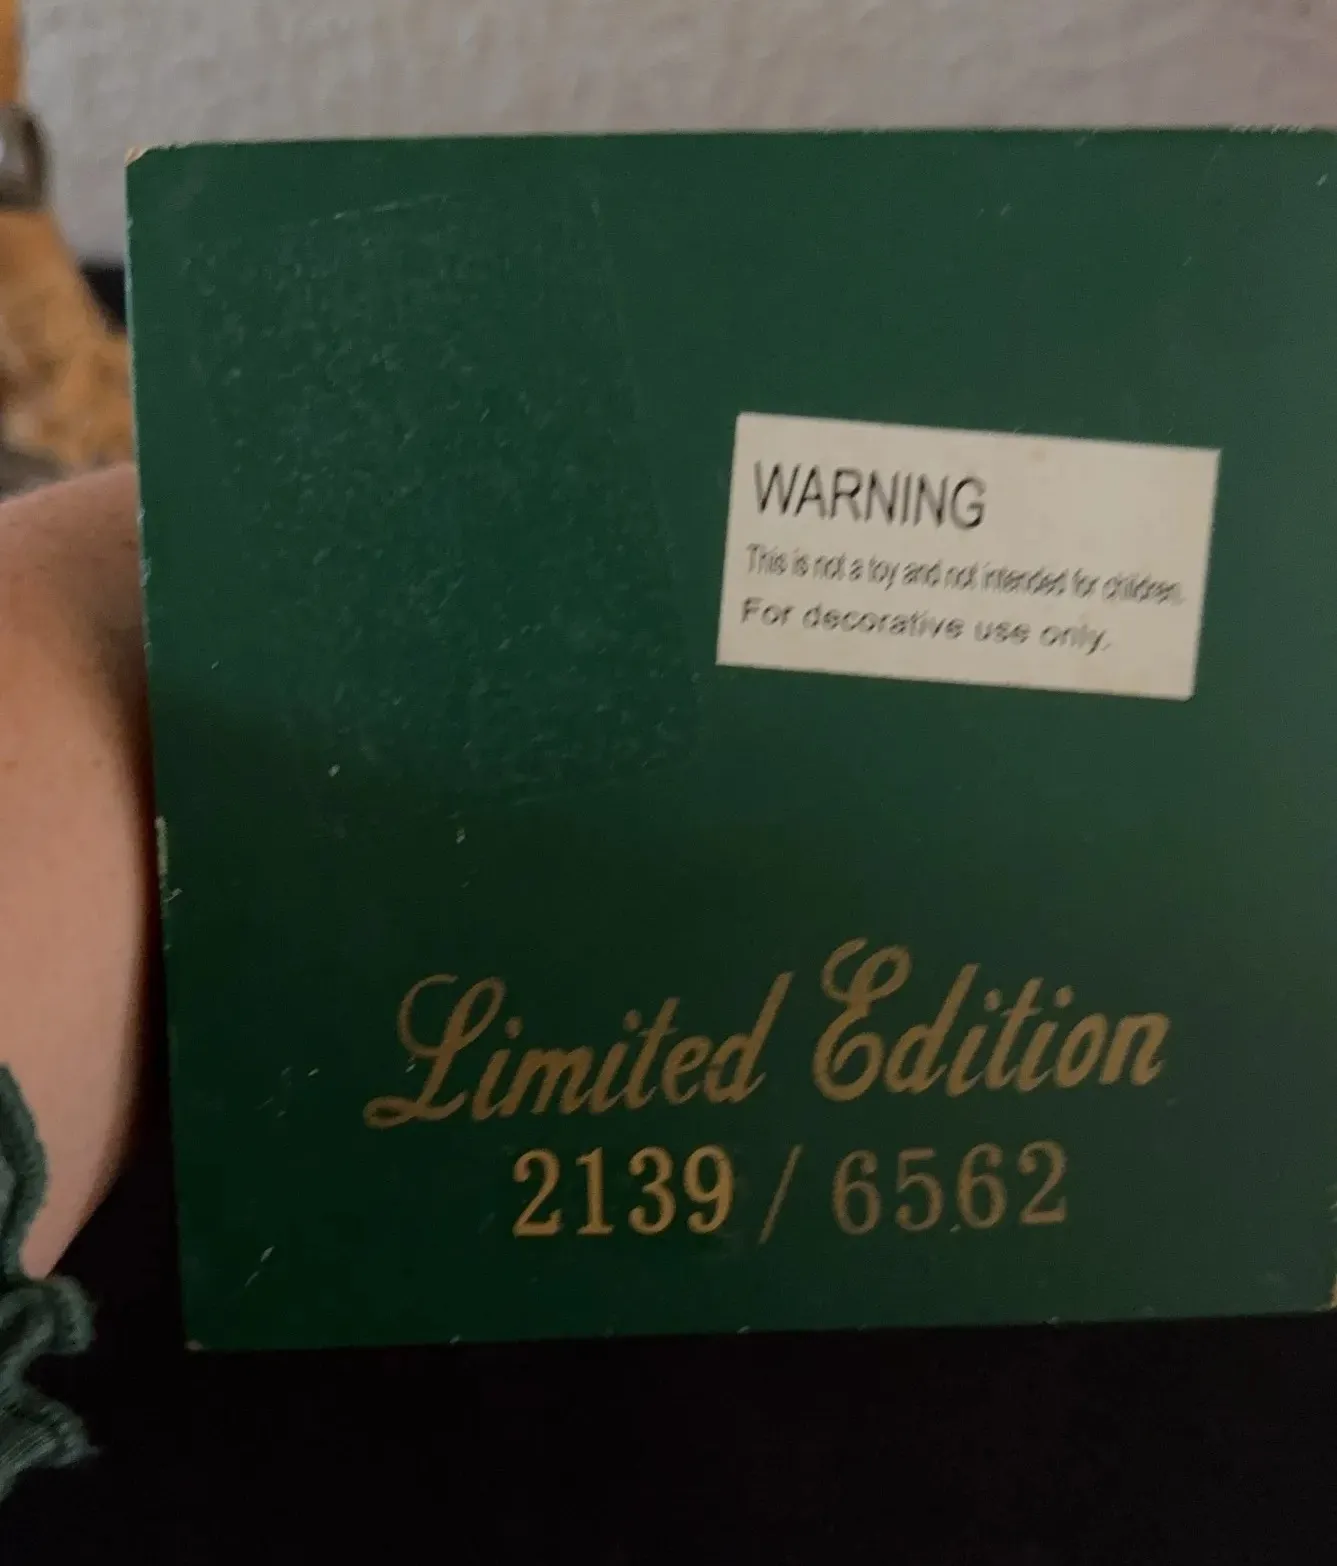 WARNING
This is not a toy and not intended for children.
For decorative use only.
Limited Edition
2139 / 6562